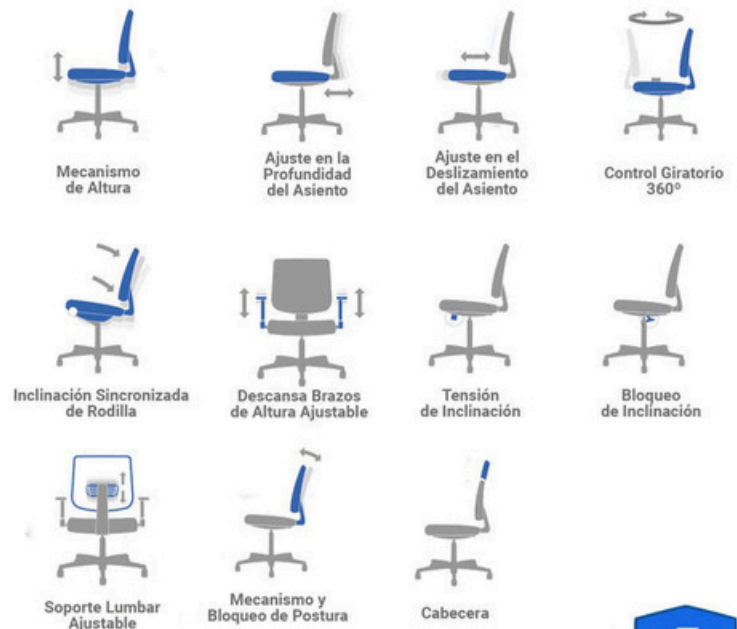 Mecanismo
de Altura
Ajuste en la
Profundidad
del Asiento
Ajuste en el
Deslizamiento
del Asiento
Control Giratorio
360º
Inclinación Sincronizada
de Rodilla
Descansa Brazos
de Altura Ajustable
Tensión
de Inclinación
Bloqueo
de Inclinación
Soporte Lumbar
Ajustable
Mecanismo y
Bloqueo de Postura
Cabecera